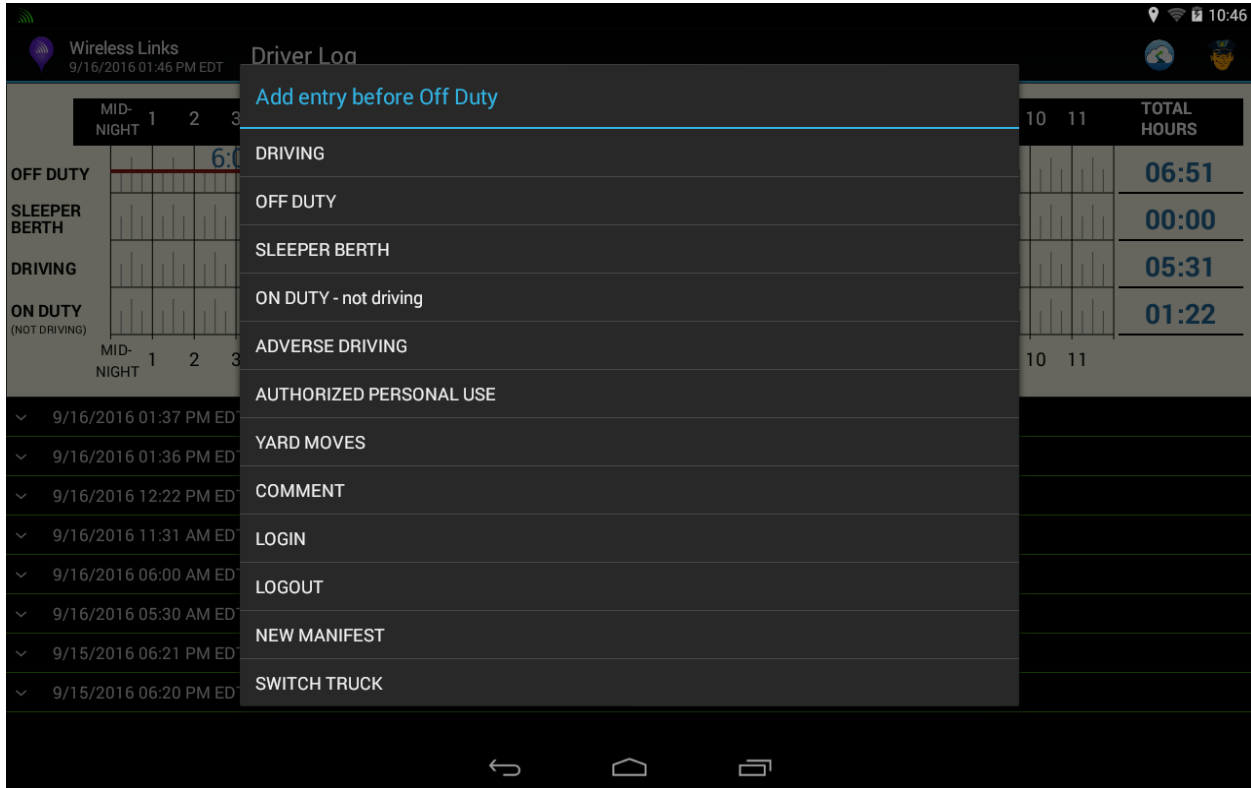 10:46
Wireless Links
9/16/2016 01:46 PM EDT
Driver Log
Add entry before Off Duty
MID-
NIGHT 1 2 3 10 11 TOTAL
HOURS
6:0
OFF DUTY 06:51
SLEEPER
BERTH 00:00
DRIVING 05:31
ON DUTY
(NOT DRIVING) 01:22
MID-
NIGHT 1 2 3 10 11
DRIVING
OFF DUTY
SLEEPER BERTH
ON DUTY - not driving
ADVERSE DRIVING
AUTHORIZED PERSONAL USE
YARD MOVES
COMMENT
LOGIN
LOGOUT
NEW MANIFEST
SWITCH TRUCK
9/16/2016 01:37 PM EDT
9/16/2016 01:36 PM EDT
9/16/2016 12:22 PM EDT
9/16/2016 11:31 AM EDT
9/16/2016 06:00 AM EDT
9/16/2016 05:30 AM EDT
9/15/2016 06:21 PM EDT
9/15/2016 06:20 PM EDT